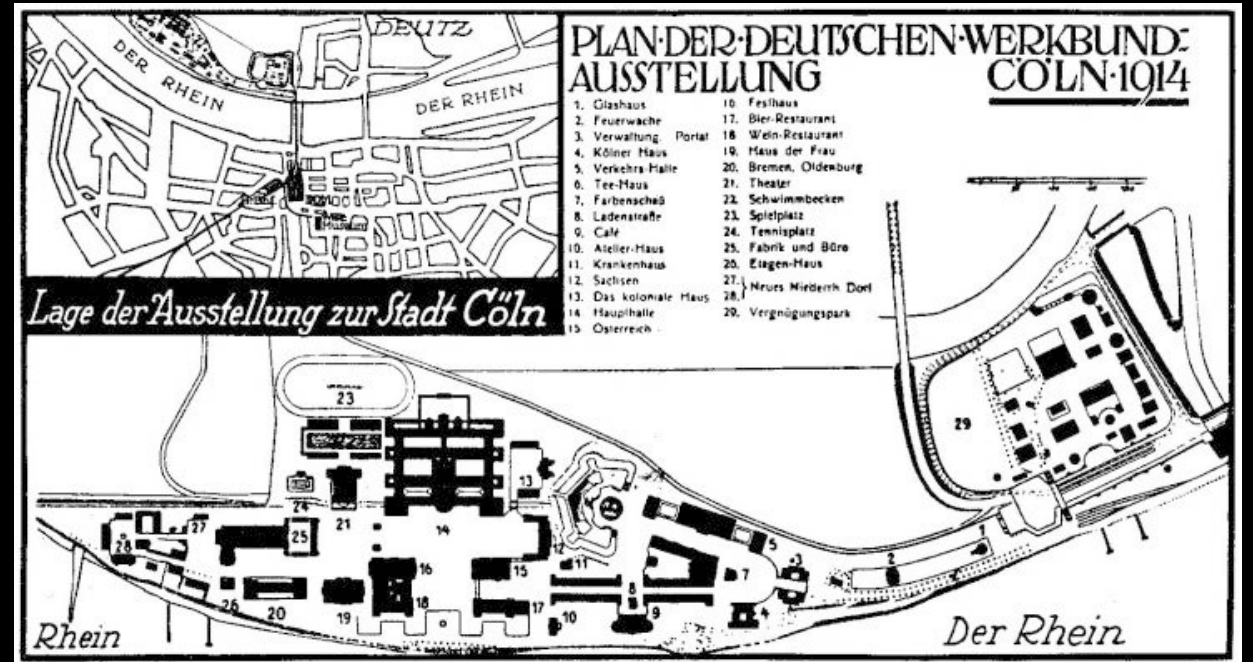 PLAN·DER·DEUTSCHEN·WERKBUND=
AUSSTELLUNG CÖLN·1914
1. Glashaus
2. Feuerwache
3. Verwaltung, Portal
4. Kölner Haus
5. Verkehrs-Halle
6. Tee-Haus
7. Farbenschau
8. Ladenstraße
9. Café
10. Atelier-Haus
11. Krankenhaus
12. Sachsen
13. Das koloniale Haus
14 Haupthalle
15 Österreich
16 Festhaus
17. Bier-Restaurant
18 Wein-Restaurant
19. Haus der Frau
20. Bremen, Oldenburg
21. Theater
22 Schwimmbecken
23. Spielplatz
24. Tennisplatz
25. Fabrik und Büro
26. Etagen-Haus
27.
28. Neues Niederrh Dorf
29. Vergnügungspark
DEUTZ
DER RHEIN
DER RHEIN
DOM
Museum
Lage der Ausstellung zur Stadt Cöln
23
29
13
24
21
14
27
28
25
12
5
1
11
3
2
16
15
7
8
26
20
19
18
17
10
9
4
Rhein
Der Rhein